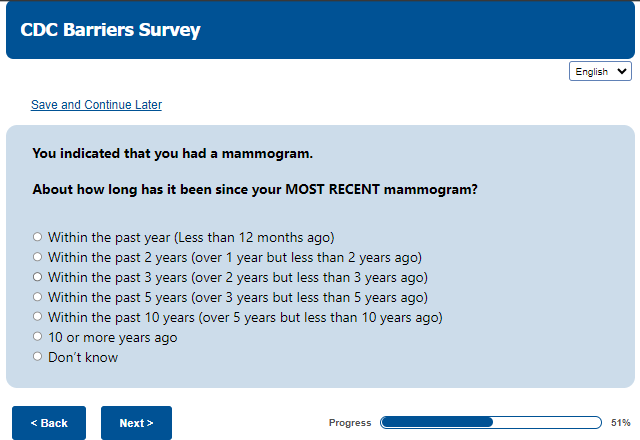 CDC Barriers Survey
English
Save and Continue Later
You indicated that you had a mammogram.
About how long has it been since your MOST RECENT mammogram?
Within the past year (Less than 12 months ago)
Within the past 2 years (over 1 year but less than 2 years ago)
Within the past 3 years (over 2 years but less than 3 years ago)
Within the past 5 years (over 3 years but less than 5 years ago)
Within the past 10 years (over 5 years but less than 10 years ago)
10 or more years ago
Don't know
< Back Next > Progress 51%